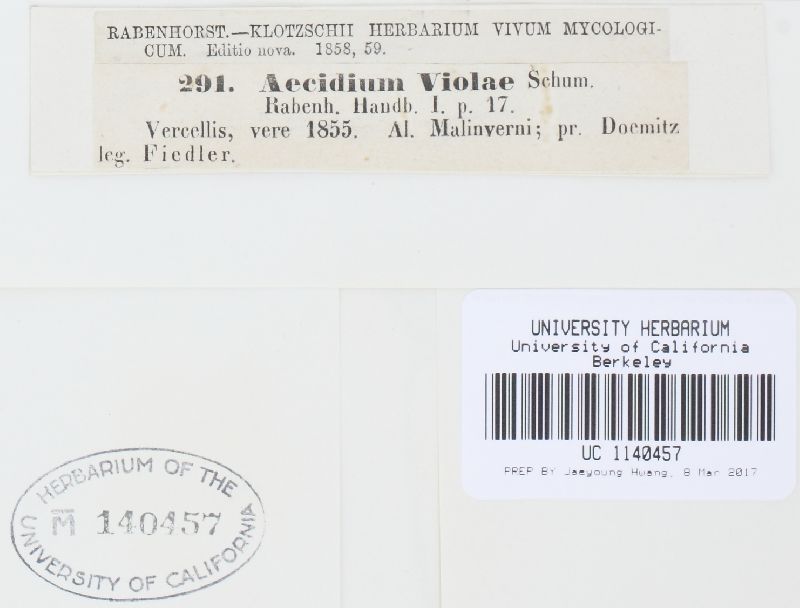 RABENHORST.—KLOTZSCHII HERBARIUM VIVUM MYCOLOGI-
CUM. Editio nova. 1858, 59.
291. Aecidium Violae Schum.
Rabenh. Handb. I. p. 17.
Vercellis, vere 1855. Al. Malinverni; pr. Doemitz
leg. Fiedler.
UNIVERSITY HERBARIUM
University of California
Berkeley
UC 1140457
PREP BY Jaeyoung Huang, 8 Mar 2017
HERBARIUM OF THE
M 140457
UNIVERSITY OF CALIFORNIA